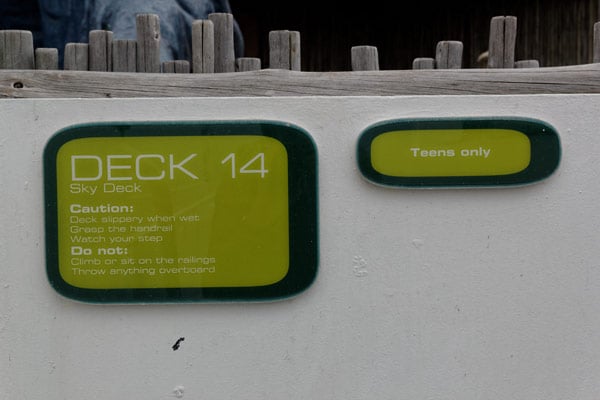 DECK 14
Sky Deck
Caution:
Deck slippery when wet
Grasp the handrail
Watch your step
Do not:
Climb or sit on the railings
Throw anything overboard
Teens only